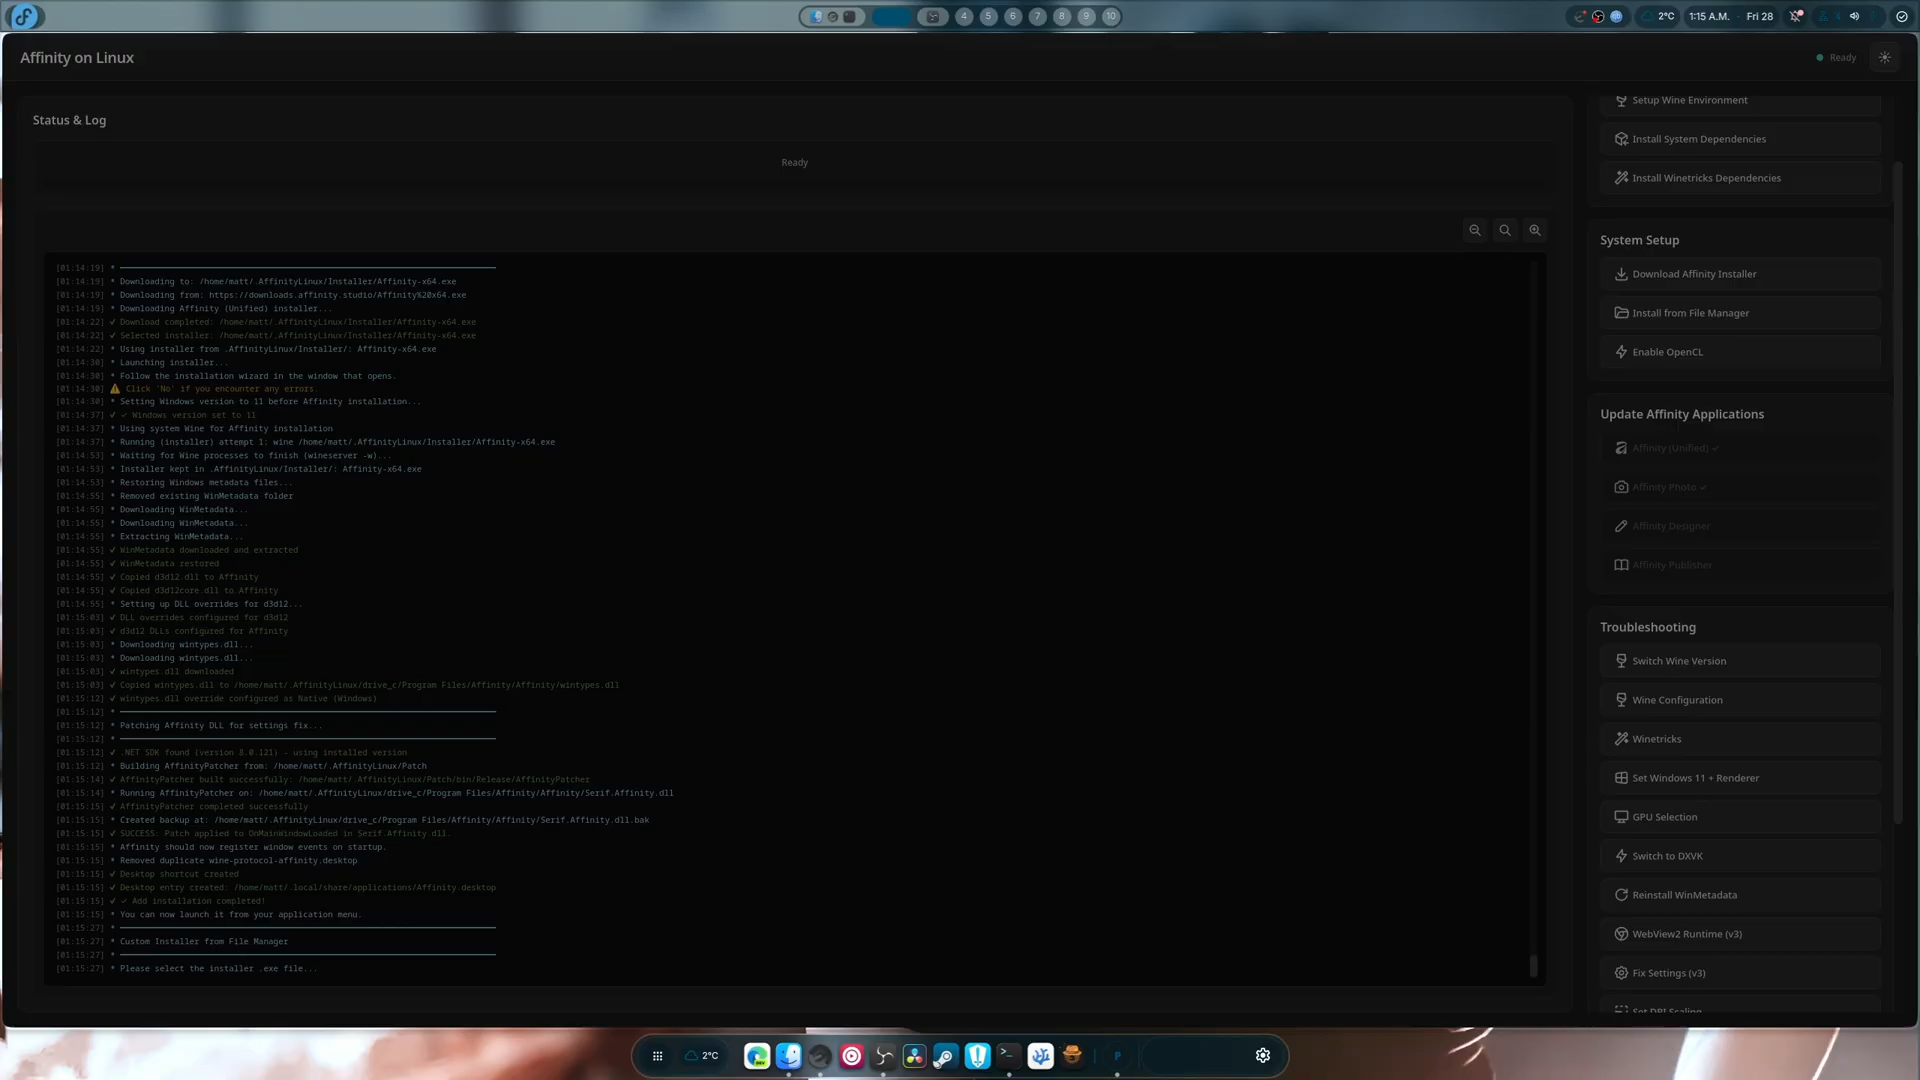 4 5 6 7 8 9 10
2°C
1:15 A.M.
Fri 28
Affinity on Linux
Ready
Status & Log
Ready
[01:14:19] *
[01:14:19] * Downloading to: /home/matt/.AffinityLinux/Installer/Affinity-x64.exe
[01:14:19] * Downloading from: https://downloads.affinity.studio/Affinity%20x64.exe
[01:14:19] * Downloading Affinity (Unified) installer...
[01:14:22] ✓ Download completed: /home/matt/.AffinityLinux/Installer/Affinity-x64.exe
[01:14:22] ✓ Selected installer: /home/matt/.AffinityLinux/Installer/Affinity-x64.exe
[01:14:22] * Using installer from .AffinityLinux/Installer/: Affinity-x64.exe
[01:14:30] * Launching installer...
[01:14:30] * Follow the installation wizard in the window that opens.
[01:14:30] ⚠ Click 'No' if you encounter any errors.
[01:14:30] * Setting Windows version to 11 before Affinity installation...
[01:14:37] ✓ ✓ Windows version set to 11
[01:14:37] * Using system Wine for Affinity installation
[01:14:37] * Running (installer) attempt 1: wine /home/matt/.AffinityLinux/Installer/Affinity-x64.exe
[01:14:53] * Waiting for Wine processes to finish (wineserver -w)...
[01:14:53] * Installer kept in .AffinityLinux/Installer/: Affinity-x64.exe
[01:14:53] * Restoring Windows metadata files...
[01:14:55] * Removed existing WinMetadata folder
[01:14:55] * Downloading WinMetadata...
[01:14:55] * Downloading WinMetadata...
[01:14:55] * Extracting WinMetadata...
[01:14:55] ✓ WinMetadata downloaded and extracted
[01:14:55] ✓ WinMetadata restored
[01:14:55] ✓ Copied d3d12.dll to Affinity
[01:14:55] ✓ Copied d3d12core.dll to Affinity
[01:14:55] * Setting up DLL overrides for d3d12...
[01:15:03] ✓ DLL overrides configured for d3d12
[01:15:03] ✓ d3d12 DLLs configured for Affinity
[01:15:03] * Downloading wintypes.dll...
[01:15:03] * Downloading wintypes.dll...
[01:15:03] ✓ wintypes.dll downloaded
[01:15:03] ✓ Copied wintypes.dll to /home/matt/.AffinityLinux/drive_c/Program Files/Affinity/Affinity/wintypes.dll
[01:15:12] ✓ wintypes.dll override configured as Native (Windows)
[01:15:12] *
[01:15:12] * Patching Affinity DLL for settings fix...
[01:15:12] *
[01:15:12] ✓ .NET SDK found (version 8.0.121) - using installed version
[01:15:12] * Building AffinityPatcher from: /home/matt/.AffinityLinux/Patch
[01:15:14] ✓ AffinityPatcher built successfully: /home/matt/.AffinityLinux/Patch/bin/Release/AffinityPatcher
[01:15:14] * Running AffinityPatcher on: /home/matt/.AffinityLinux/drive_c/Program Files/Affinity/Affinity/Serif.Affinity.dll
[01:15:15] ✓ AffinityPatcher completed successfully
[01:15:15] * Created backup at: /home/matt/.AffinityLinux/drive_c/Program Files/Affinity/Affinity/Serif.Affinity.dll.bak
[01:15:15] ✓ SUCCESS: Patch applied to OnMainWindowLoaded in Serif.Affinity.dll.
[01:15:15] * Affinity should now register window events on startup.
[01:15:15] * Removed duplicate wine-protocol-affinity.desktop
[01:15:15] ✓ Desktop shortcut created
[01:15:15] ✓ Desktop entry created: /home/matt/.local/share/applications/Affinity.desktop
[01:15:15] ✓ ✓ Add installation completed!
[01:15:15] * You can now launch it from your application menu.
[01:15:27] *
[01:15:27] * Custom Installer from File Manager
[01:15:27] *
[01:15:27] * Please select the installer .exe file...
Setup Wine Environment
Install System Dependencies
Install Winetricks Dependencies
System Setup
Download Affinity Installer
Install from File Manager
Enable OpenCL
Update Affinity Applications
Affinity (Unified) ✓
Affinity Photo ✓
Affinity Designer
Affinity Publisher
Troubleshooting
Switch Wine Version
Wine Configuration
Winetricks
Set Windows 11 + Renderer
GPU Selection
Switch to DXVK
Reinstall WinMetadata
WebView2 Runtime (v3)
Fix Settings (v3)
Set DPI Scaling
2°C
DEV
P